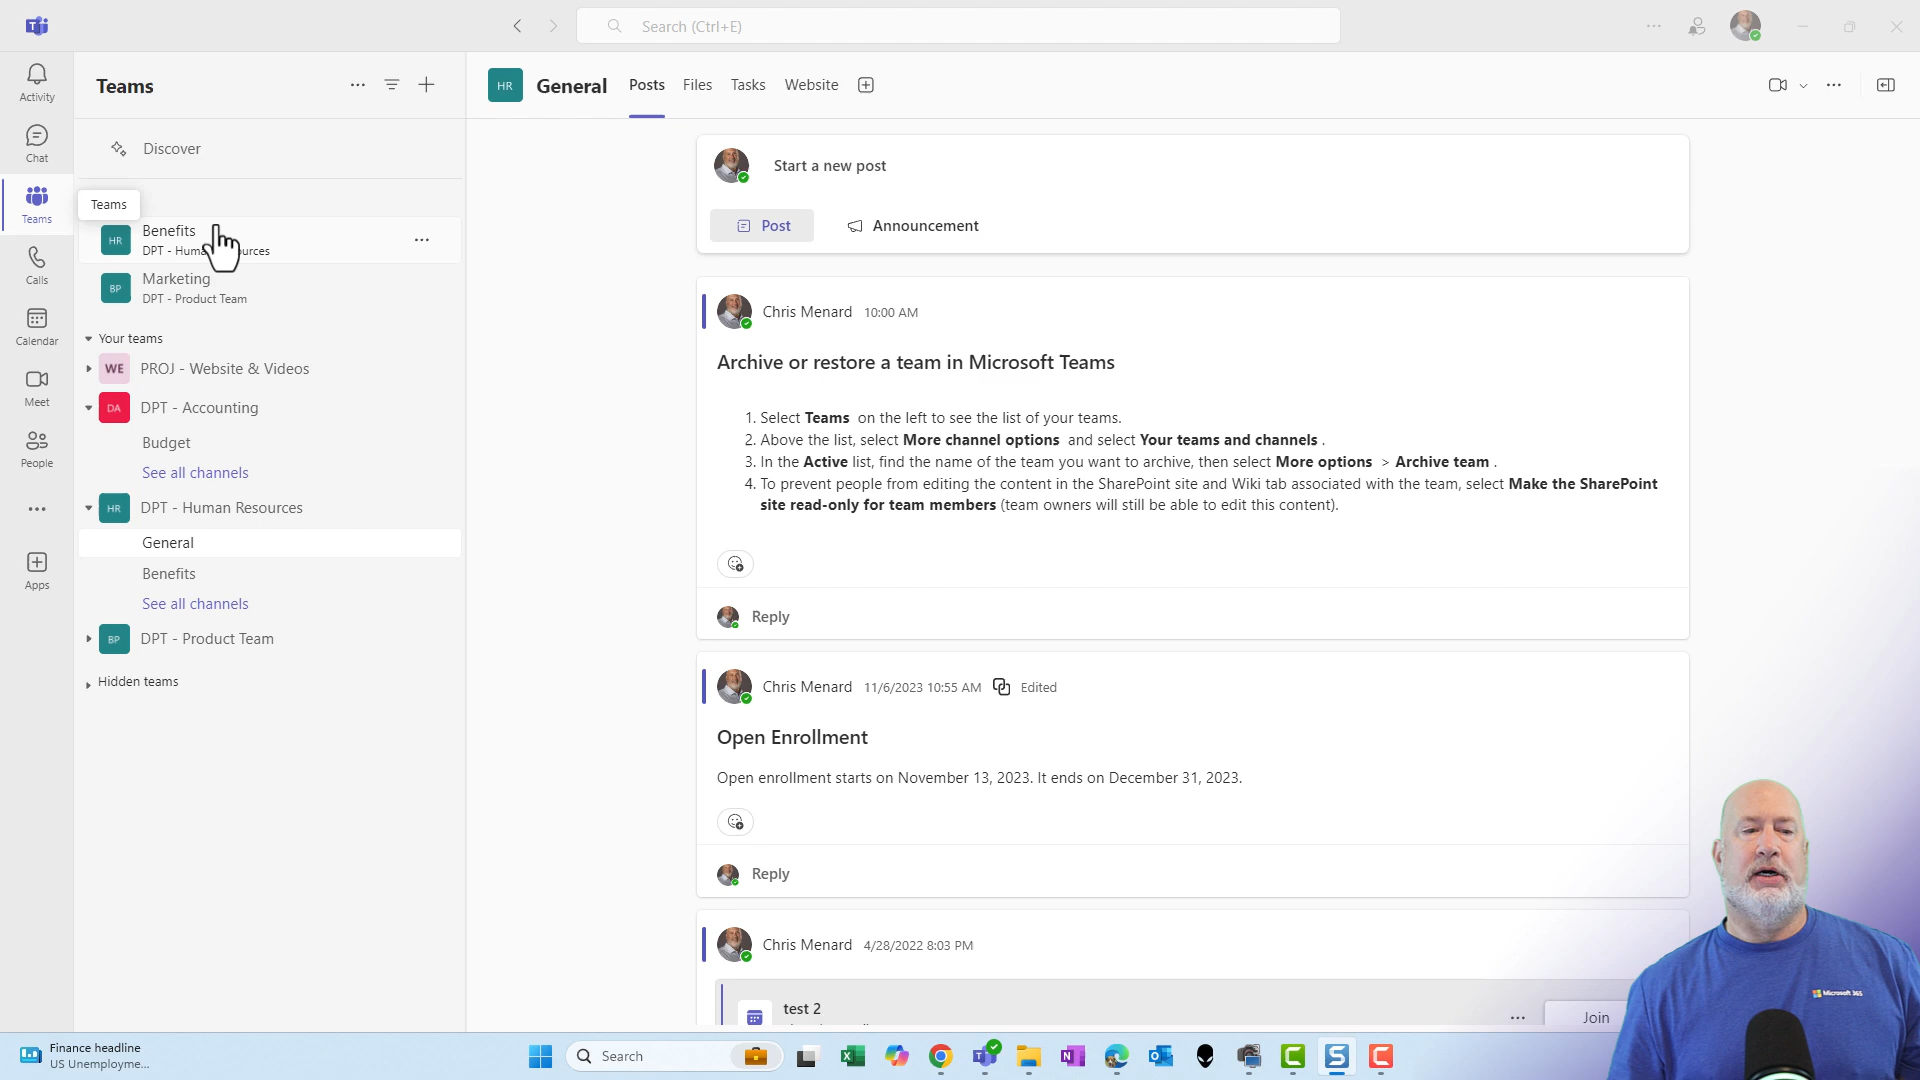 Search (Ctrl+E)
Activity
Chat
Teams
Calls
Calendar
Meet
People
Apps
Teams
Discover
Teams
HR
Benefits
DPT - Huma
urces
BP
Marketing
DPT - Product Team
Your teams
WE PROJ - Website & Videos
DA DPT - Accounting
Budget
See all channels
HR DPT - Human Resources
General
Benefits
See all channels
BP DPT - Product Team
Hidden teams
HR General Posts Files Tasks Website
Start a new post
Post Announcement
Chris Menard 10:00 AM
Archive or restore a team in Microsoft Teams
1. Select Teams on the left to see the list of your teams.
2. Above the list, select More channel options and select Your teams and channels .
3. In the Active list, find the name of the team you want to archive, then select More options > Archive team .
4. To prevent people from editing the content in the SharePoint site and Wiki tab associated with the team, select Make the SharePoint
site read-only for team members (team owners will still be able to edit this content).
Reply
Chris Menard 11/6/2023 10:55 AM Edited
Open Enrollment
Open enrollment starts on November 13, 2023. It ends on December 31, 2023.
Reply
Chris Menard 4/28/2022 8:03 PM
test 2
Join
Microsoft 365
Finance headline
US Unemployme...
Search